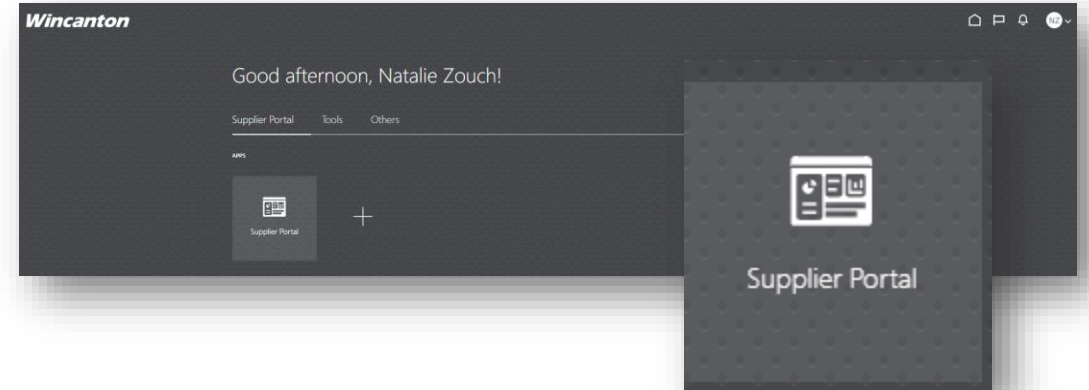 Wincanton
NZ
Good afternoon, Natalie Zouch!
Supplier Portal Tools Others
APPS
Supplier Portal
Supplier Portal